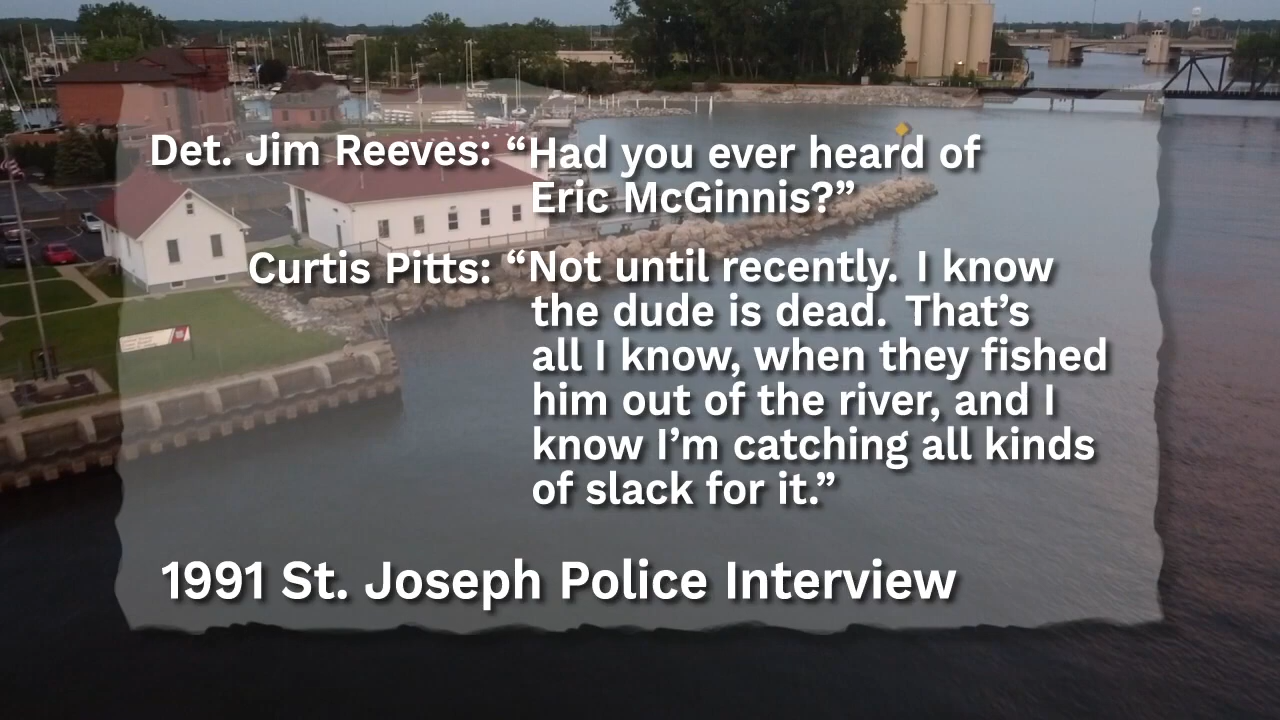 Det. Jim Reeves: “Had you ever heard of
Eric McGinnis?”
Curtis Pitts: “Not until recently. I know
the dude is dead. That’s
all I know, when they fished
him out of the river, and I
know I’m catching all kinds
of slack for it.”
1991 St. Joseph Police Interview